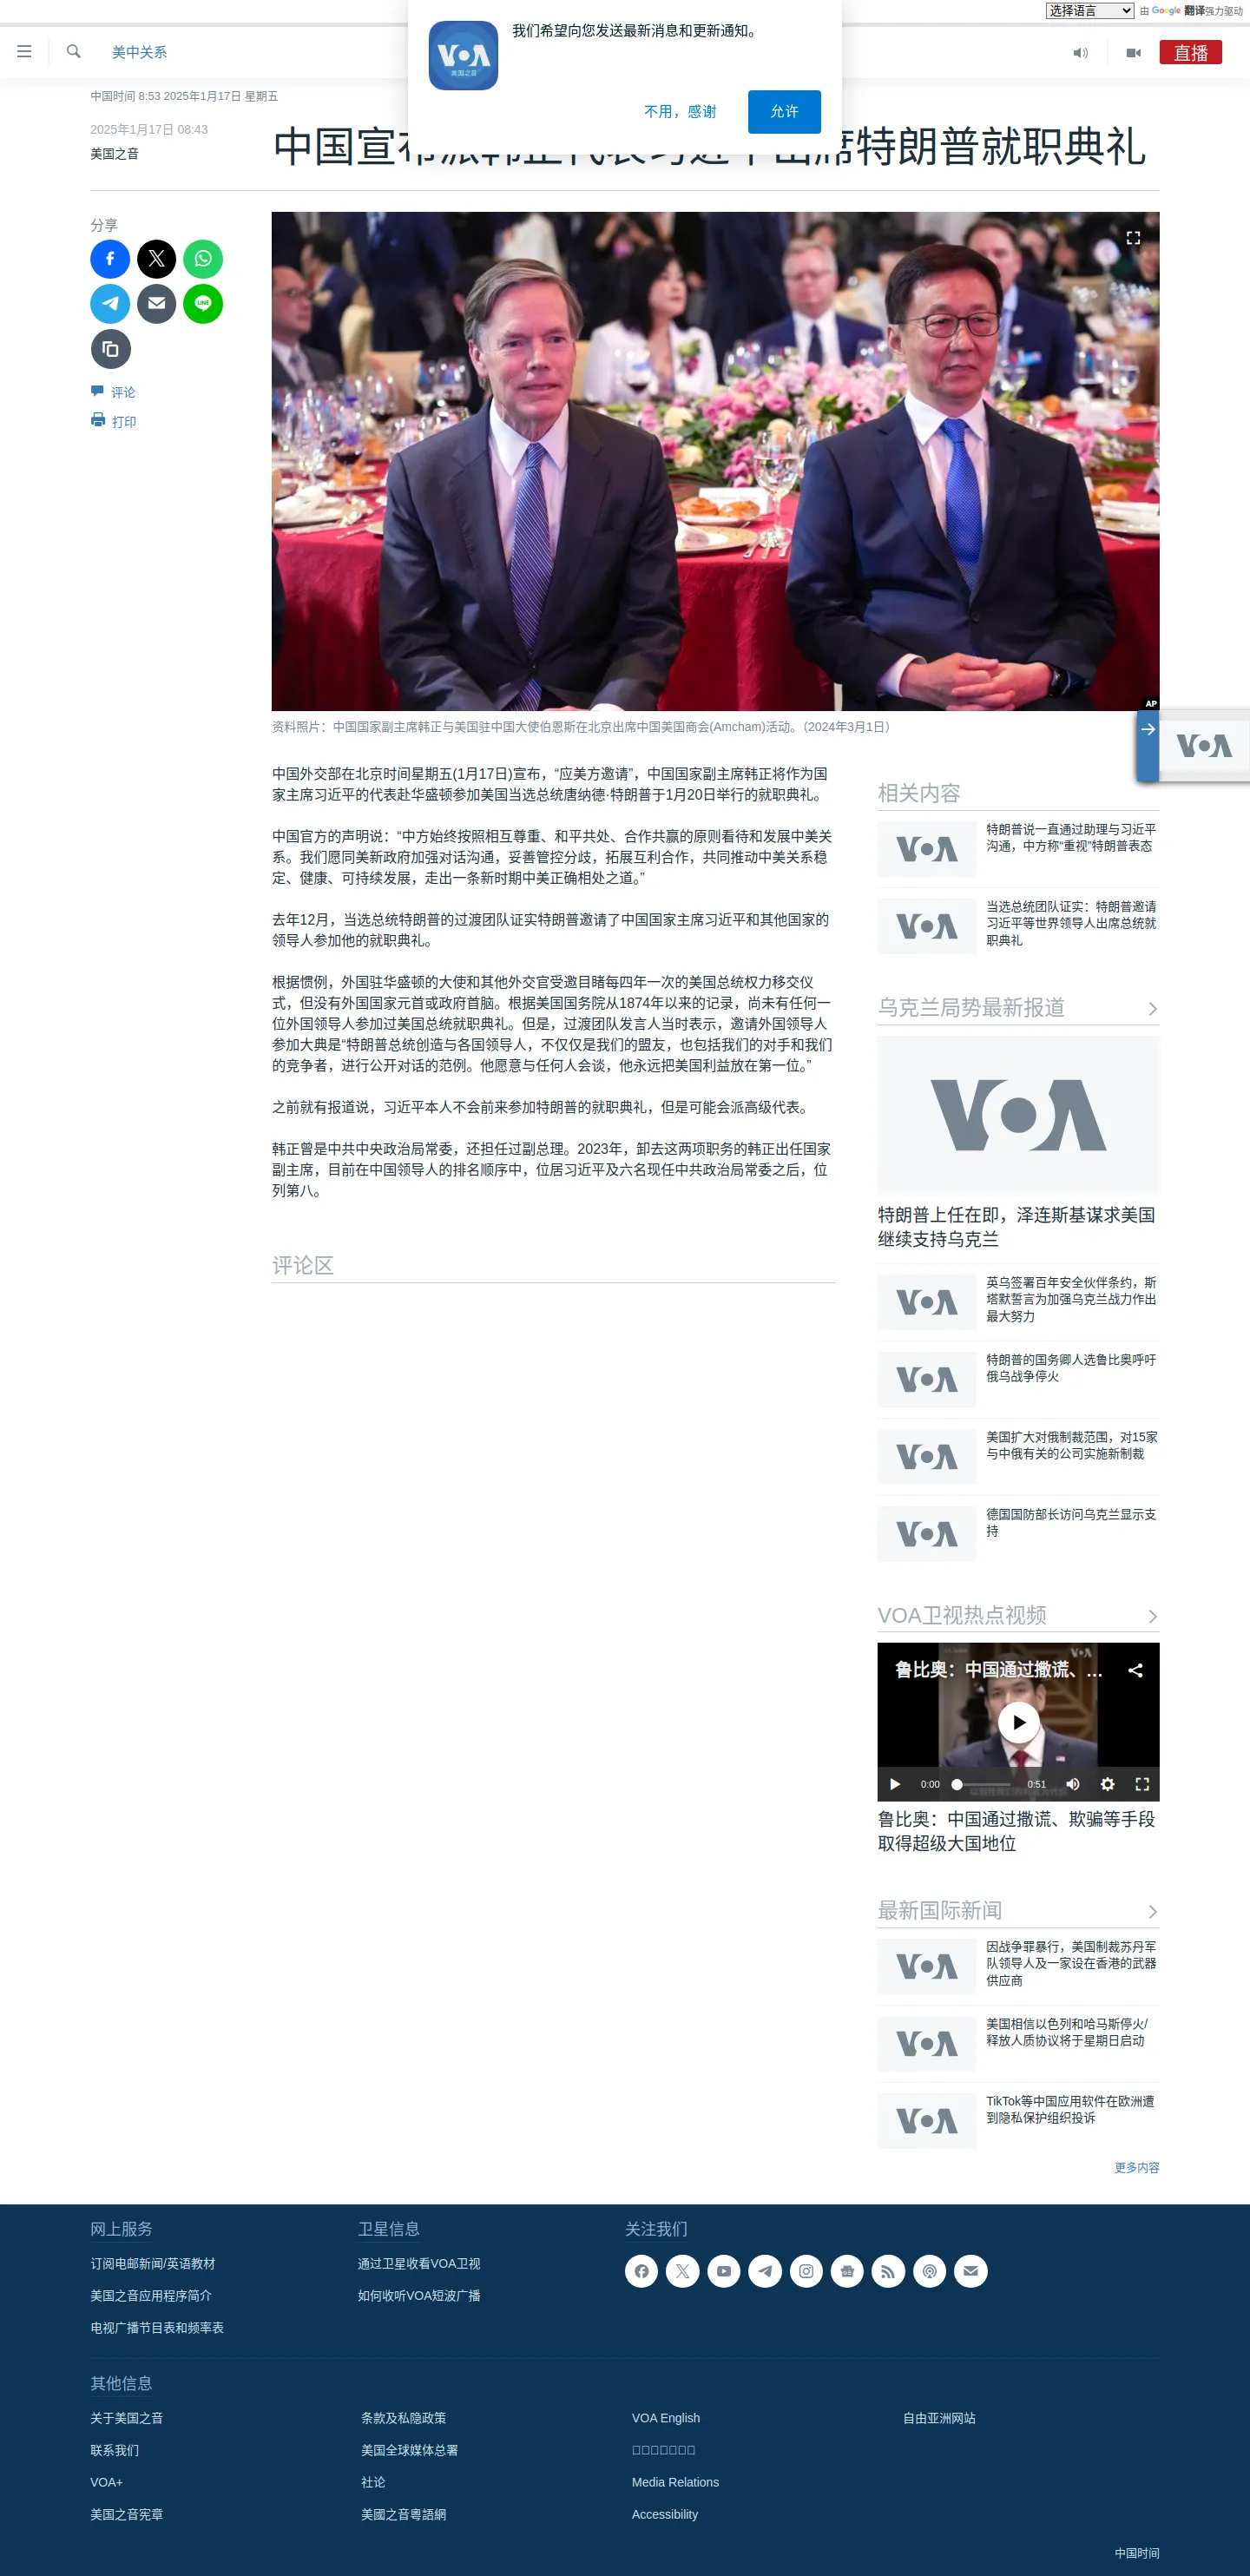 选择语言
由 Google 翻译强力驱动
我们希望向您发送最新消息和更新通知。
VOA
美国之音
不用，感谢
允许
美中关系
直播
中国时间 8:53 2025年1月17日 星期五
2025年1月17日 08:43
美国之音
中国宣布派韩正代表习近平出席特朗普就职典礼
分享
LINE
评论
打印
AP
资料照片：中国国家副主席韩正与美国驻中国大使伯恩斯在北京出席中国美国商会(Amcham)活动。（2024年3月1日）
VOA
中国外交部在北京时间星期五(1月17日)宣布，“应美方邀请”，中国国家副主席韩正将作为国
家主席习近平的代表赴华盛顿参加美国当选总统唐纳德·特朗普于1月20日举行的就职典礼。
中国官方的声明说：“中方始终按照相互尊重、和平共处、合作共赢的原则看待和发展中美关
系。我们愿同美新政府加强对话沟通，妥善管控分歧，拓展互利合作，共同推动中美关系稳
定、健康、可持续发展，走出一条新时期中美正确相处之道。”
去年12月，当选总统特朗普的过渡团队证实特朗普邀请了中国国家主席习近平和其他国家的
领导人参加他的就职典礼。
根据惯例，外国驻华盛顿的大使和其他外交官受邀目睹每四年一次的美国总统权力移交仪
式，但没有外国国家元首或政府首脑。根据美国国务院从1874年以来的记录，尚未有任何一
位外国领导人参加过美国总统就职典礼。但是，过渡团队发言人当时表示，邀请外国领导人
参加大典是“特朗普总统创造与各国领导人，不仅仅是我们的盟友，也包括我们的对手和我们
的竞争者，进行公开对话的范例。他愿意与任何人会谈，他永远把美国利益放在第一位。”
之前就有报道说，习近平本人不会前来参加特朗普的就职典礼，但是可能会派高级代表。
韩正曾是中共中央政治局常委，还担任过副总理。2023年，卸去这两项职务的韩正出任国家
副主席，目前在中国领导人的排名顺序中，位居习近平及六名现任中共政治局常委之后，位
列第八。
评论区
相关内容
VOA
特朗普说一直通过助理与习近平
沟通，中方称“重视”特朗普表态
VOA
当选总统团队证实：特朗普邀请
习近平等世界领导人出席总统就
职典礼
乌克兰局势最新报道
VOA
特朗普上任在即，泽连斯基谋求美国
继续支持乌克兰
VOA
英乌签署百年安全伙伴条约，斯
塔默誓言为加强乌克兰战力作出
最大努力
VOA
特朗普的国务卿人选鲁比奥呼吁
俄乌战争停火
VOA
美国扩大对俄制裁范围，对15家
与中俄有关的公司实施新制裁
VOA
德国国防部长访问乌克兰显示支
持
VOA卫视热点视频
VOA
鲁比奥：中国通过撒谎、...
0:00
0:51
鲁比奥：中国通过撒谎、欺骗等手段
取得超级大国地位
最新国际新闻
VOA
因战争罪暴行，美国制裁苏丹军
队领导人及一家设在香港的武器
供应商
VOA
美国相信以色列和哈马斯停火/
释放人质协议将于星期日启动
VOA
TikTok等中国应用软件在欧洲遭
到隐私保护组织投诉
更多内容
网上服务
订阅电邮新闻/英语教材
美国之音应用程序简介
电视广播节目表和频率表
卫星信息
通过卫星收看VOA卫视
如何收听VOA短波广播
关注我们
其他信息
关于美国之音
联系我们
VOA+
美国之音宪章
条款及私隐政策
美国全球媒体总署
社论
美國之音粵語網
VOA English
Media Relations
Accessibility
自由亚洲网站
中国时间